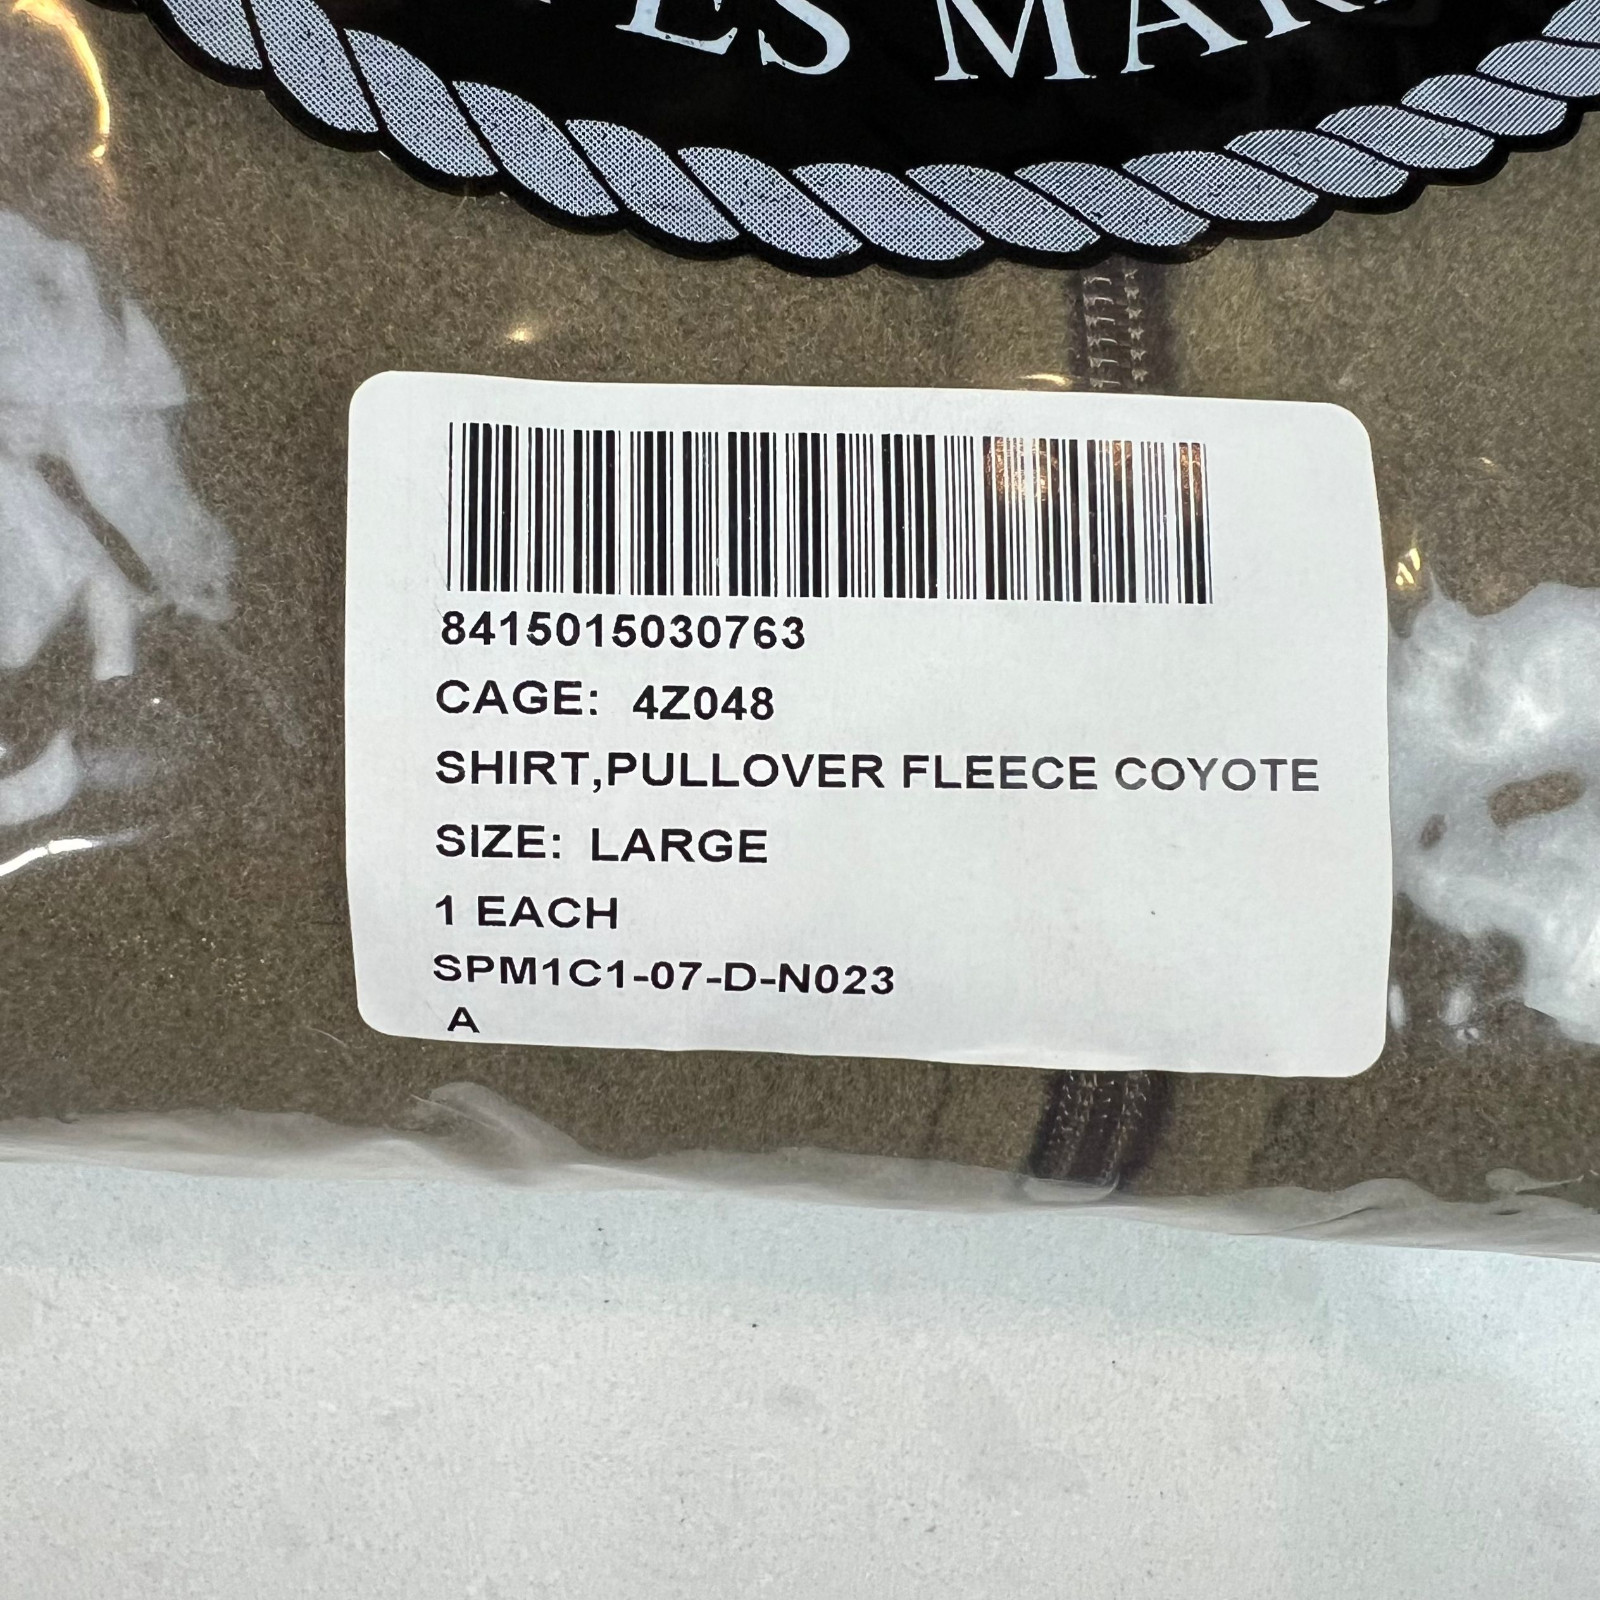 ES MAR
8415015030763
CAGE: 4Z048
SHIRT,PULLOVER FLEECE COYOTE
SIZE: LARGE
1 EACH
SPM1C1-07-D-N023
A